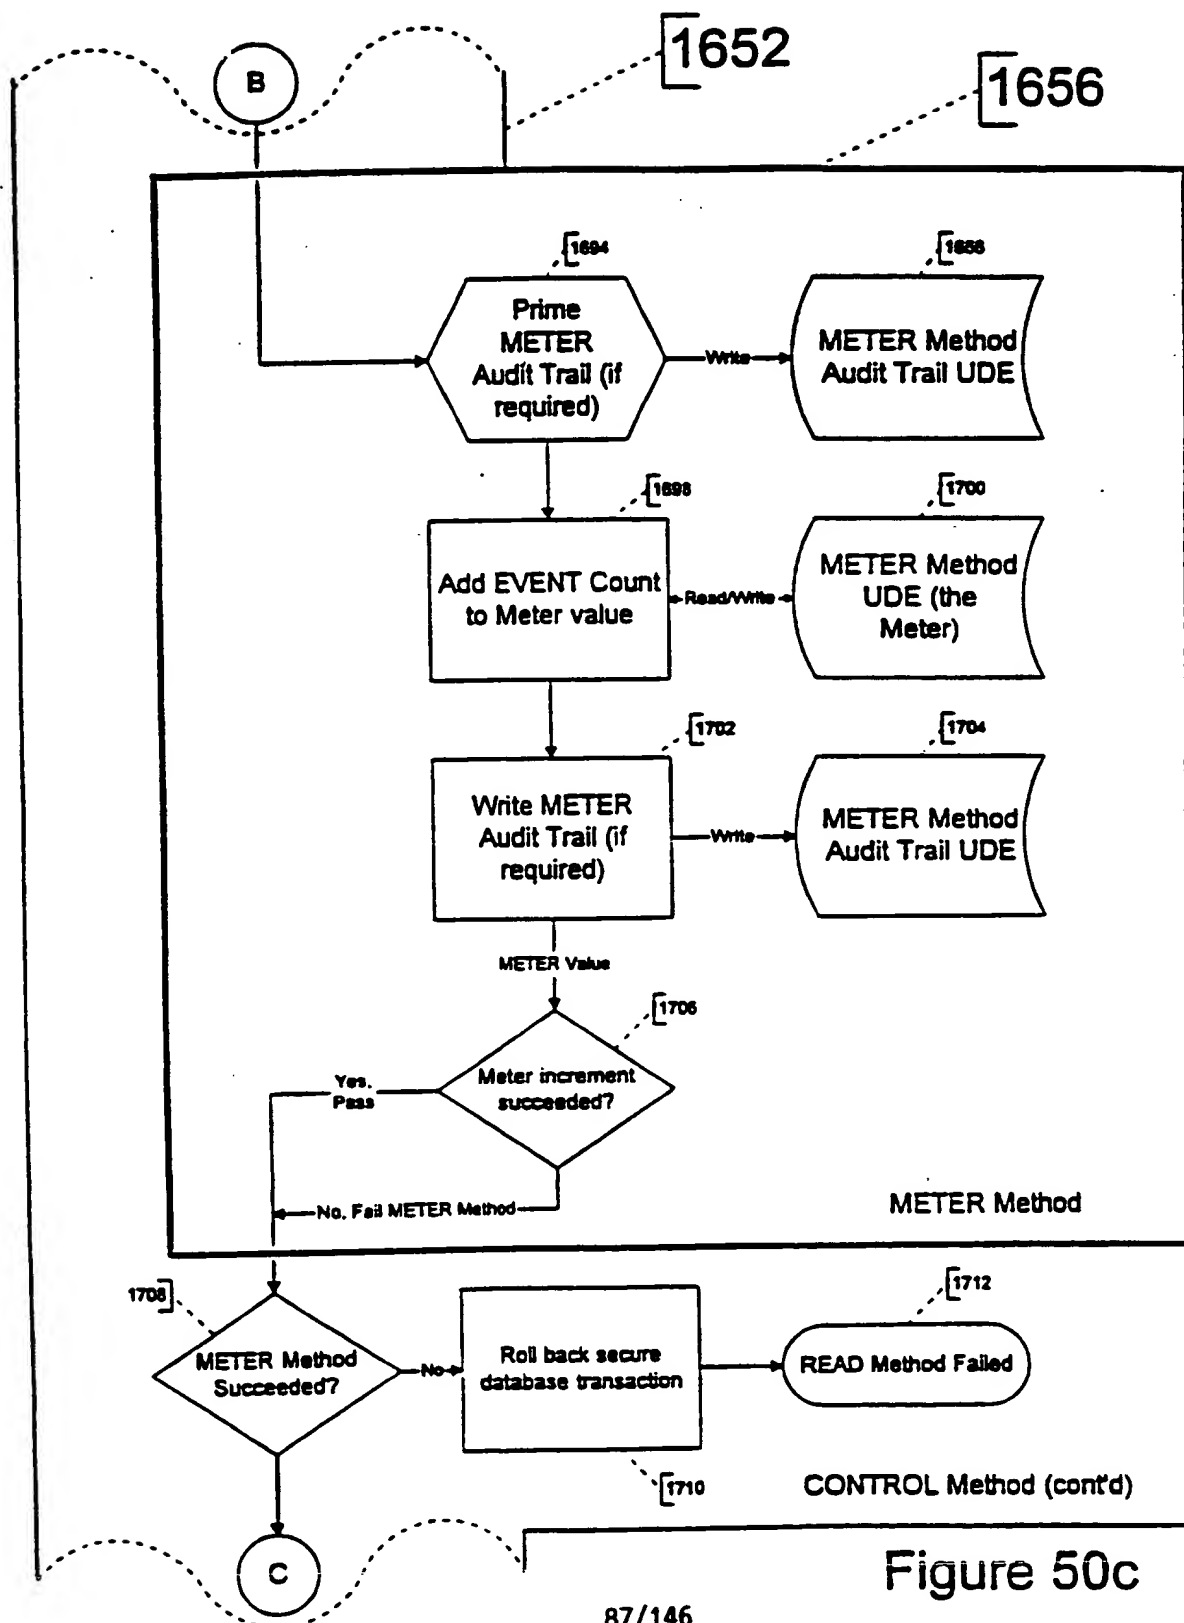 1652
B
1656
1694
1656
Prime
METER
Audit Trail (if
required)
Write
METER Method
Audit Trail UDE
1698
1700
Add EVENT Count
to Meter value
Read/Write
METER Method
UDE (the
Meter)
1702
1704
Write METER
Audit Trail (if
required)
Write
METER Method
Audit Trail UDE
METER Value
1706
Meter increment
succeeded?
Yes.
Pass
No. Fail METER Method
METER Method
1708
1712
METER Method
Succeeded?
No
Roll back secure
database transaction
READ Method Failed
1710
CONTROL Method (cont'd)
C
Figure 50c
87/146